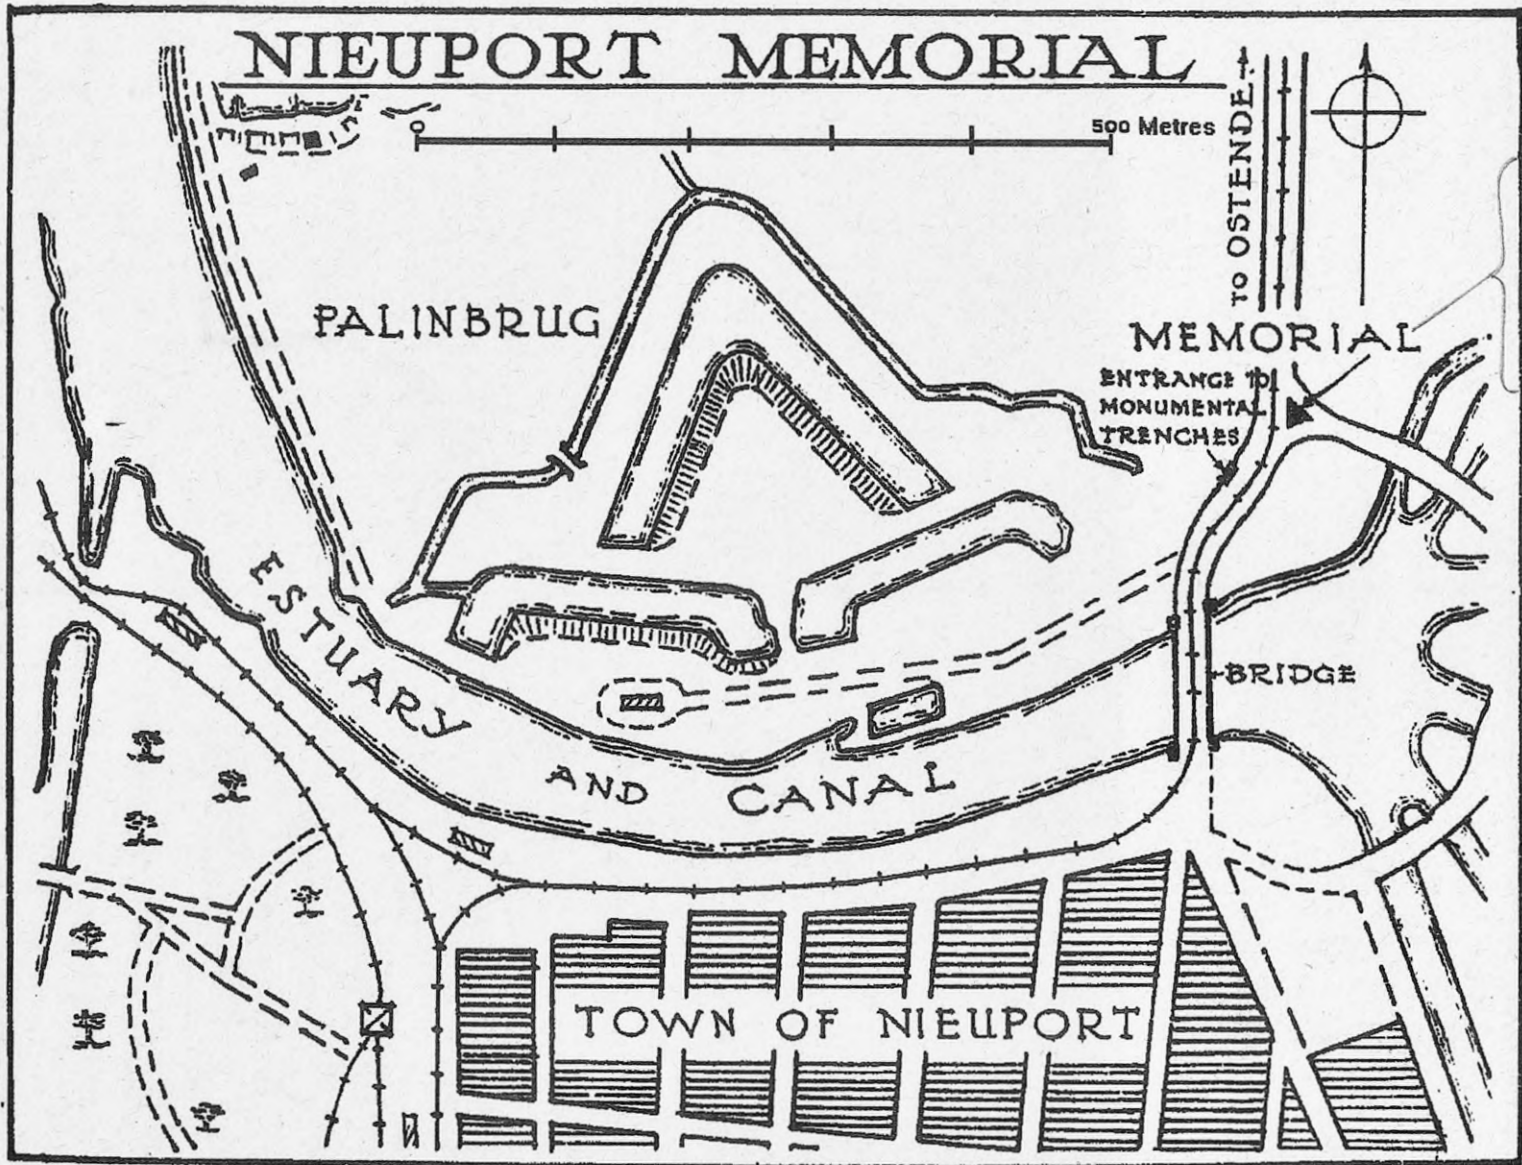 NIEUPORT MEMORIAL
0
500 Metres
TO OSTENDE
PALINBRUG
MEMORIAL
ENTRANCE TO
MONUMENTAL
TRENCHES
ESTUARY
AND CANAL
BRIDGE
TOWN OF NIEUPORT